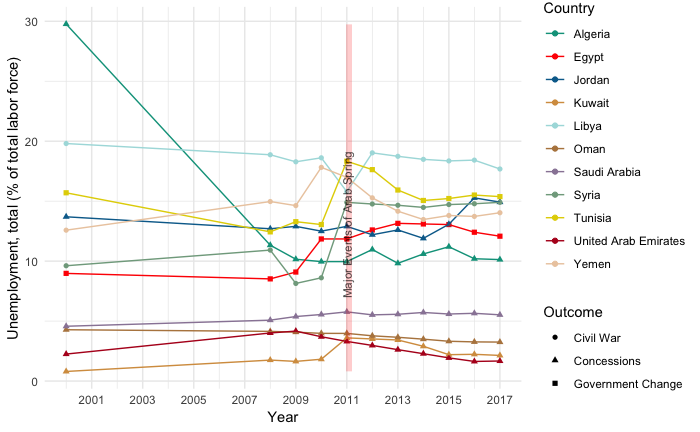 Unemployment, total (% of total labor force)
30
20
10
0
Major Events of Arab Spring
2001 2003 2005 2007 2009 2011 2013 2015 2017
Year
Country
Algeria
Egypt
Jordan
Kuwait
Libya
Oman
Saudi Arabia
Syria
Tunisia
United Arab Emirates
Yemen
Outcome
Civil War
Concessions
Government Change